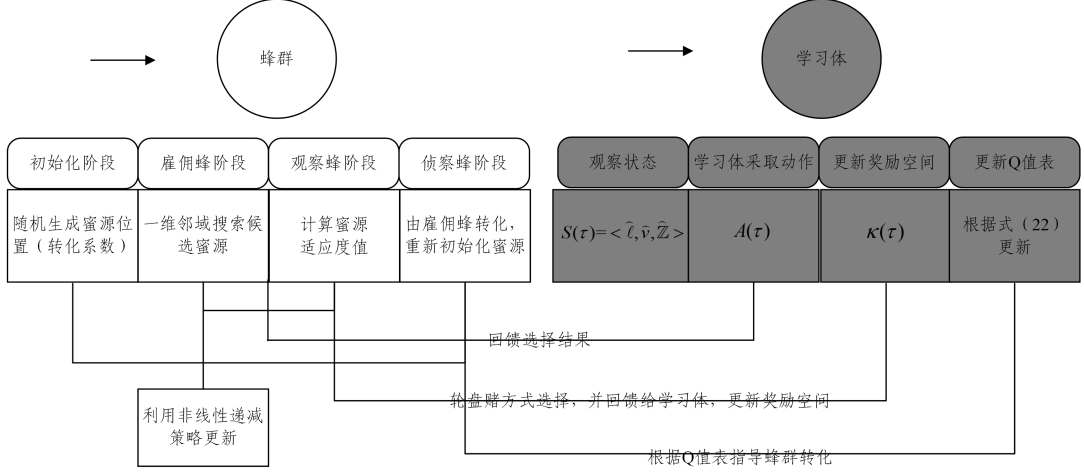 蜂群
学习体
初始化阶段
雇佣蜂阶段
观察蜂阶段
侦察蜂阶段
观察状态
学习体采取动作
更新奖励空间
更新Q值表
随机生成蜜源位
置（转化系数）
一维邻域搜索候
选蜜源
计算蜜源
适应度值
由雇佣蜂转化，
重新初始化蜜源
S(τ)=<ℓ̂,ν̂,ℤ̂>
A(τ)
κ(τ)
根据式（22）
更新
回馈选择结果
利用非线性递减
策略更新
轮盘赌方式选择，并回馈给学习体，更新奖励空间
根据Q值表指导蜂群转化